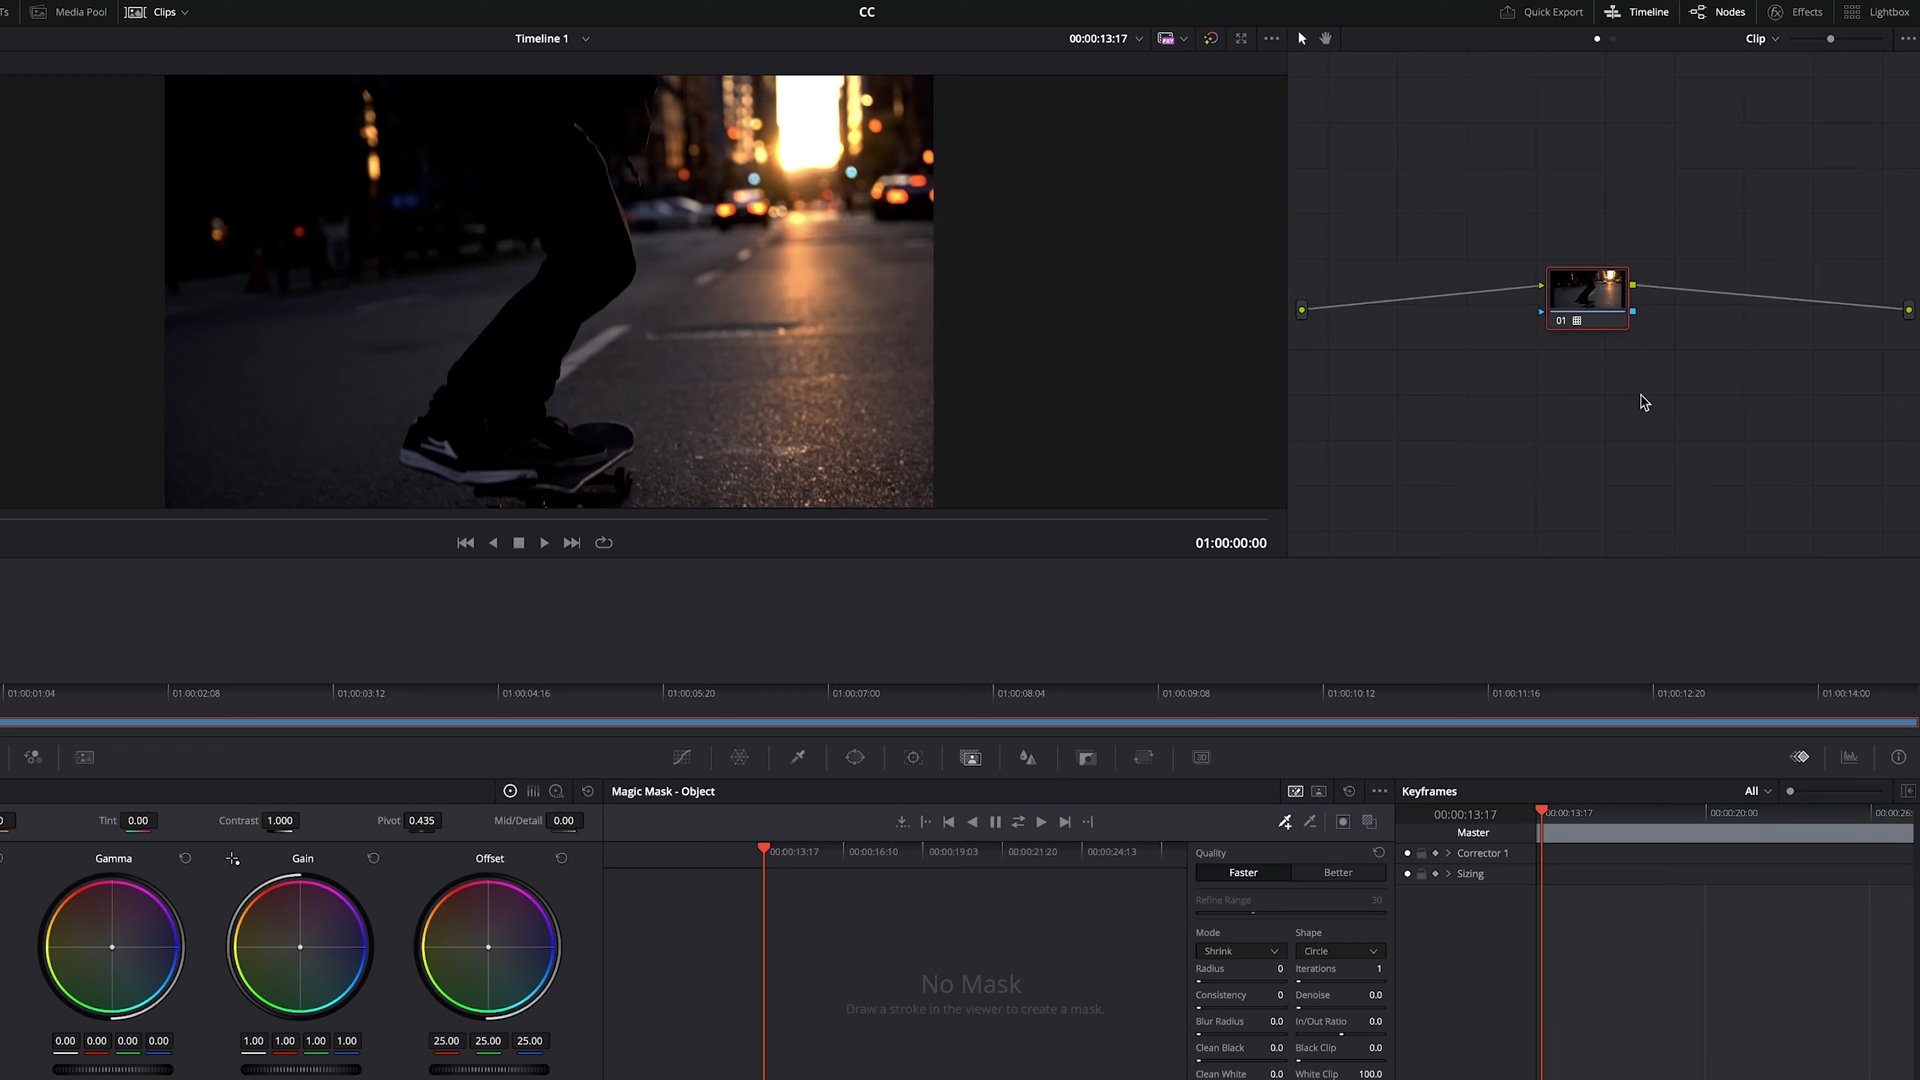 Ts Media Pool Clips CC Quick Export Timeline Nodes Effects Lightbox
Timeline 1 00:00:13:17 PXY Clip
01
01:00:00:00
01:00:01:04 01:00:02:08 01:00:03:12 01:00:04:16 01:00:05:20 01:00:07:00 01:00:08:04 01:00:09:08 01:00:10:12 01:00:11:16 01:00:12:20 01:00:14:00
3D
Magic Mask - Object
Keyframes All
0 Tint 0.00 Contrast 1.000 Pivot 0.435 Mid/Detail 0.00
Gamma Gain Offset
0.00 0.00 0.00 0.00 1.00 1.00 1.00 1.00 25.00 25.00 25.00
00:00:13:17 00:00:16:10 00:00:19:03 00:00:21:20 00:00:24:13
No Mask
Draw a stroke in the viewer to create a mask.
Quality
Faster Better
Refine Range 30
Mode Shape
Shrink Circle
Radius 0 Iterations 1
Consistency 0 Denoise 0.0
Blur Radius 0.0 In/Out Ratio 0.0
Clean Black 0.0 Black Clip 0.0
Clean White 0.0 White Clip 100.0
00:00:13:17 00:00:13:17 00:00:20:00 00:00:26:
Master
Corrector 1
Sizing